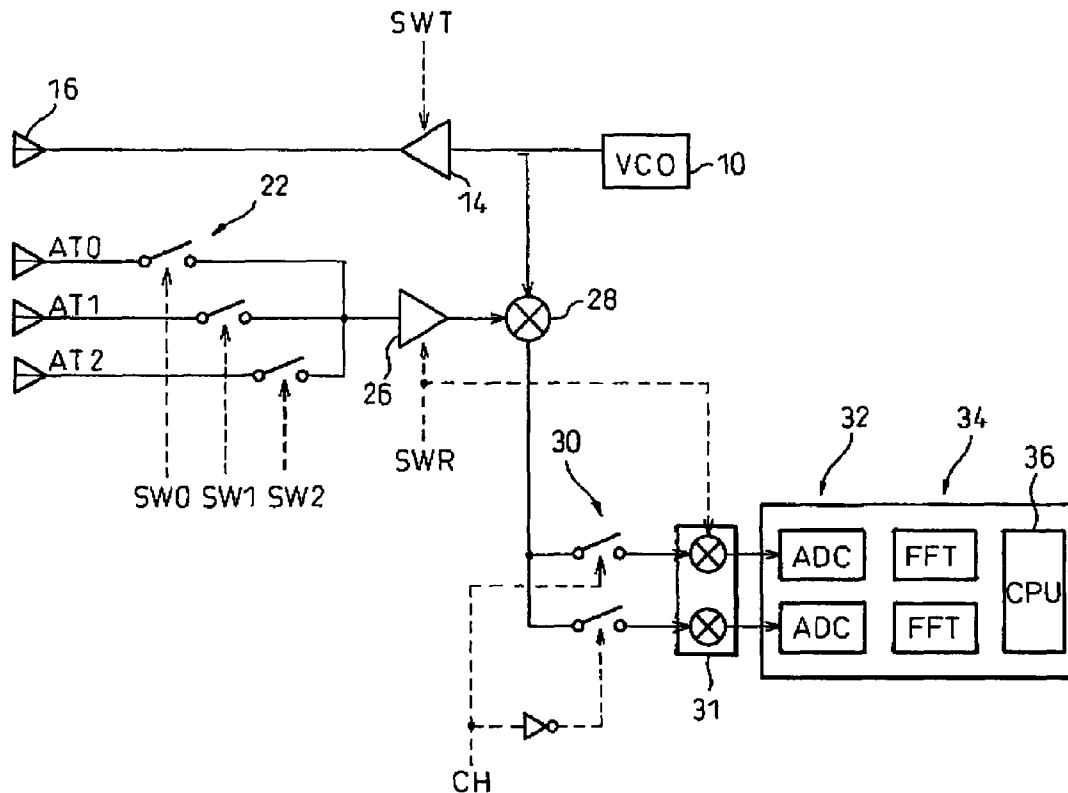 SWT
16
VCO
10
14
22
AT0
AT1
28
AT2
26
SWR
30
32
34
36
SW0 SW1 SW2
ADC
FFT
CPU
ADC
FFT
31
CH